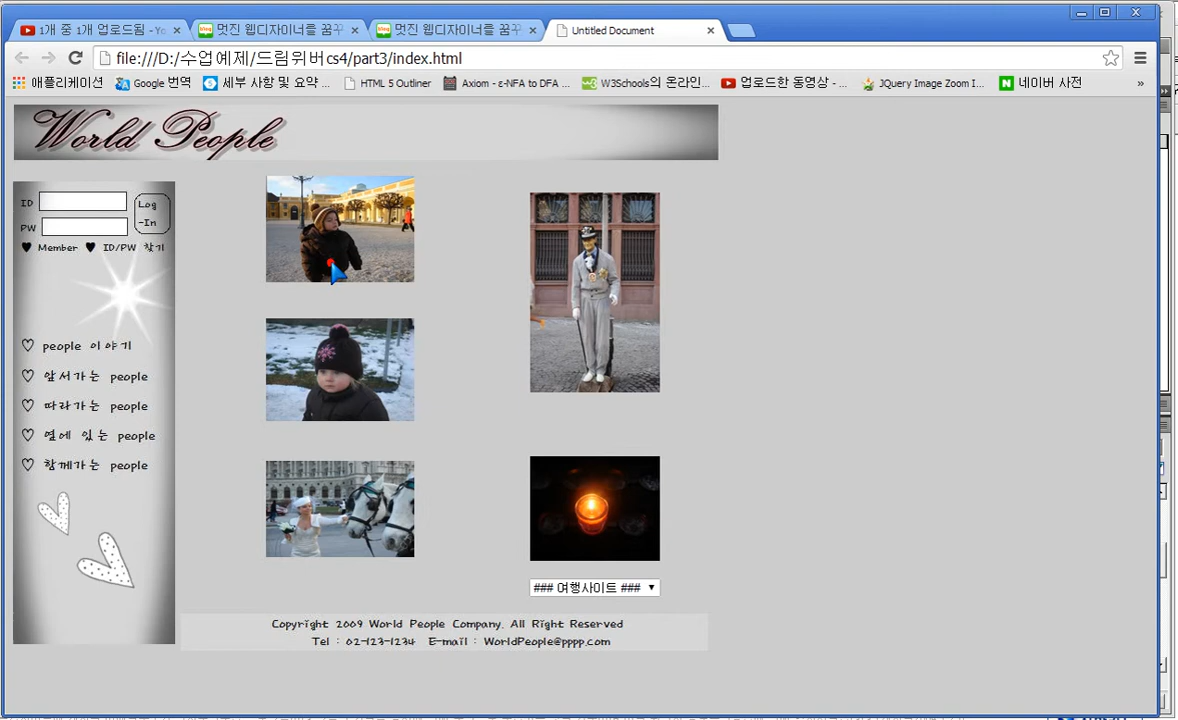 1개 중 1개 업로드됨 - Yo
멋진 웹디자이너를 꿈꾸
멋진 웹디자이너를 꿈꾸
Untitled Document
file:///D:/수업예제/드림위버cs4/part3/index.html
애플리케이션
Google 번역
세부 사항 및 요약 ...
HTML 5 Outliner
Axiom - ε-NFA to DFA ...
W3Schools의 온라인...
업로드한 동영상 - ...
JQuery Image Zoom I...
네이버 사전
»
World People
ID
PW
Log
-In
♥ Member ♥ ID/PW 찾기
♡ people 이야기
♡ 앞서가는 people
♡ 따라가는 people
♡ 옆에 있는 people
♡ 함께가는 people
### 여행사이트 ###
Copyright 2009 World People Company. All Right Reserved
Tel : 02-123-1234 E-mail : WorldPeople@pppp.com